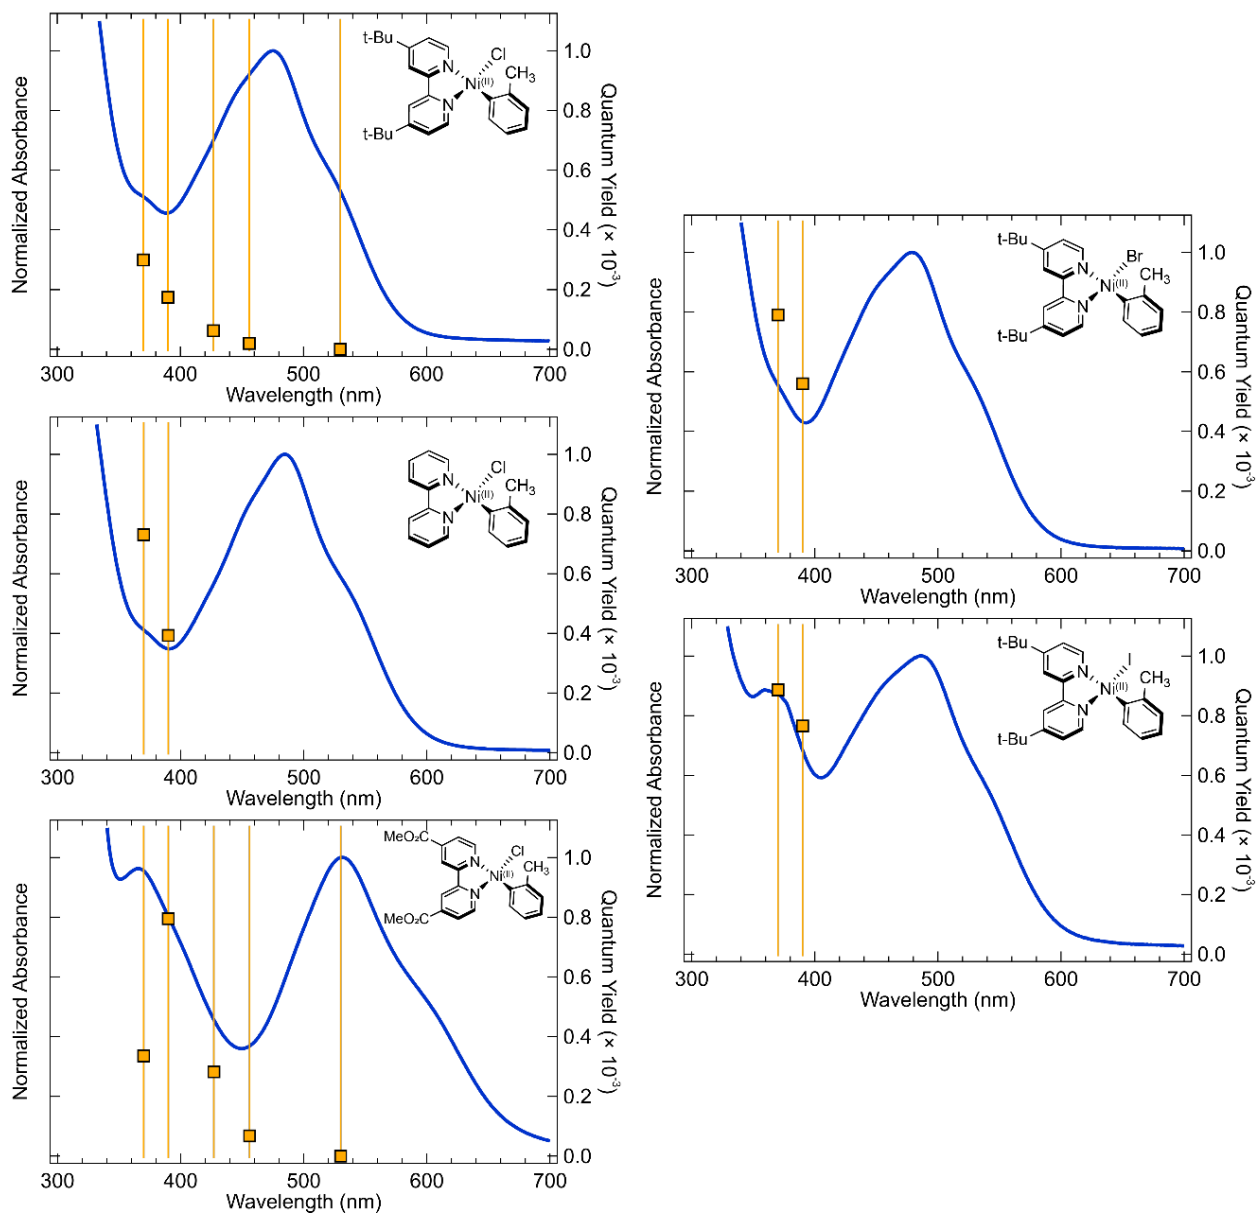 Normalized Absorbance
1.0
0.8
0.6
0.4
0.2
0.0
Quantum Yield (× 10⁻³)
300 400 500 600 700
Wavelength (nm)
t-Bu
t-Bu
N
N
Ni(II)
Cl
CH₃
Normalized Absorbance
1.0
0.8
0.6
0.4
0.2
0.0
Quantum Yield (× 10⁻³)
300 400 500 600 700
Wavelength (nm)
N
N
Ni(II)
Cl
CH₃
Normalized Absorbance
1.0
0.8
0.6
0.4
0.2
0.0
Quantum Yield (× 10⁻³)
300 400 500 600 700
Wavelength (nm)
MeO₂C
MeO₂C
N
N
Ni(II)
Cl
CH₃
Normalized Absorbance
1.0
0.8
0.6
0.4
0.2
0.0
Quantum Yield (× 10⁻³)
300 400 500 600 700
Wavelength (nm)
t-Bu
t-Bu
N
N
Ni(II)
Br
CH₃
Normalized Absorbance
1.0
0.8
0.6
0.4
0.2
0.0
Quantum Yield (× 10⁻³)
300 400 500 600 700
Wavelength (nm)
t-Bu
t-Bu
N
N
Ni(II)
I
CH₃